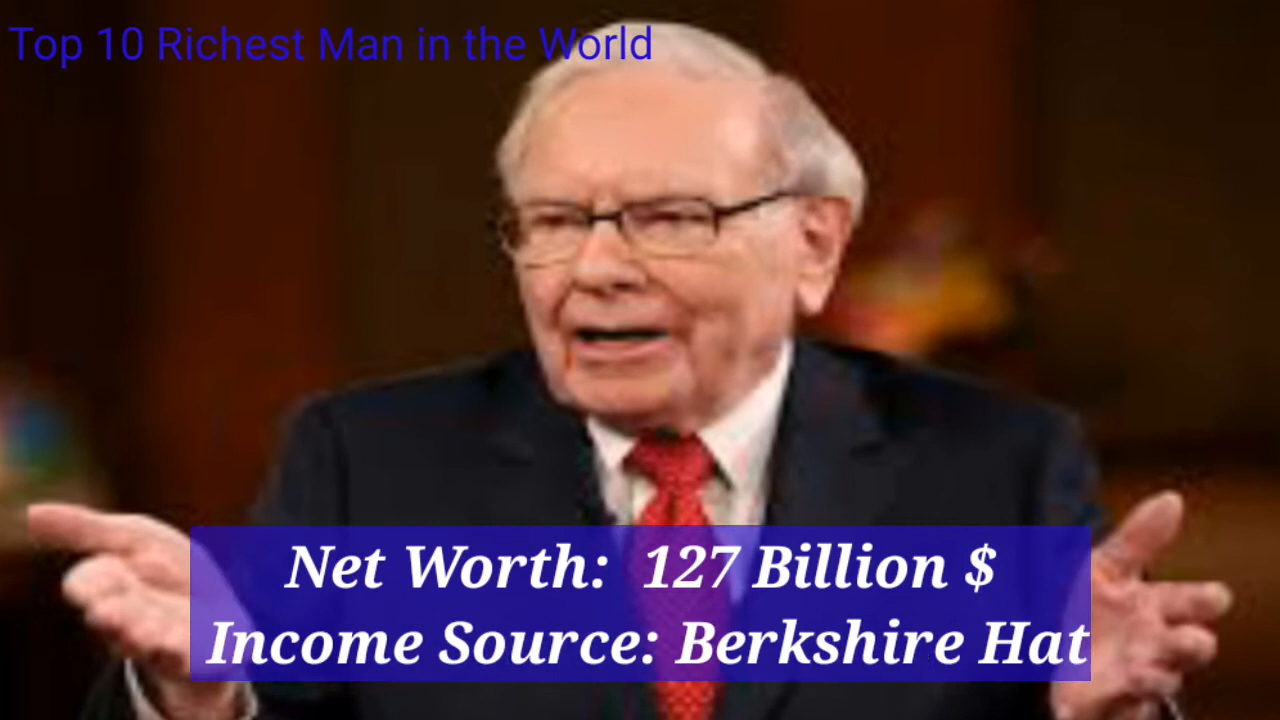 Top 10 Richest Man in the World
Net Worth: 127 Billion $
Income Source: Berkshire Hat